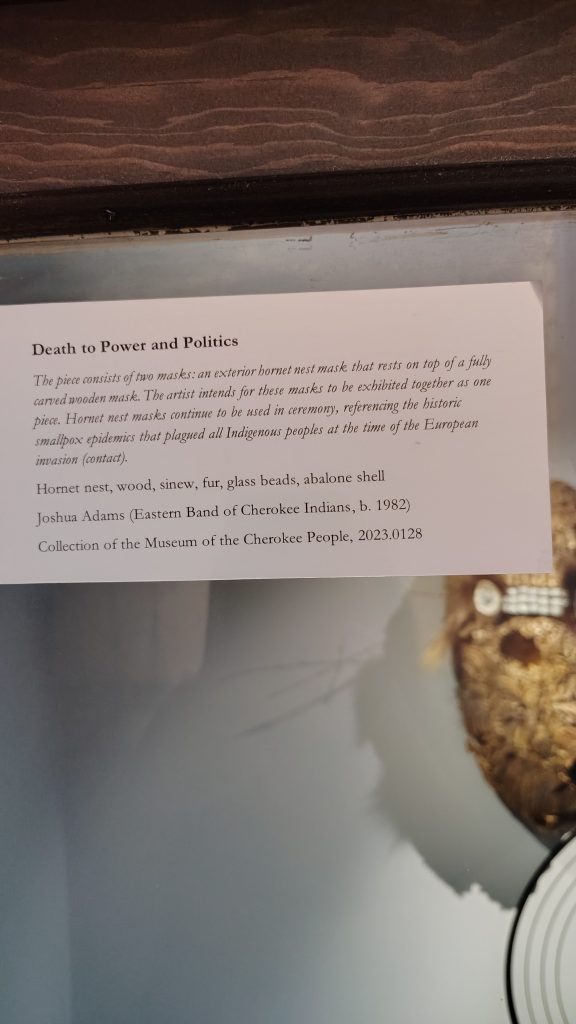 Death to Power and Politics
The piece consists of two masks: an exterior hornet nest mask that rests on top of a fully
carved wooden mask. The artist intends for these masks to be exhibited together as one
piece. Hornet nest masks continue to be used in ceremony, referencing the historic
smallpox epidemics that plagued all Indigenous peoples at the time of the European
invasion (contact).
Hornet nest, wood, sinew, fur, glass beads, abalone shell
Joshua Adams (Eastern Band of Cherokee Indians, b. 1982)
Collection of the Museum of the Cherokee People, 2023.0128